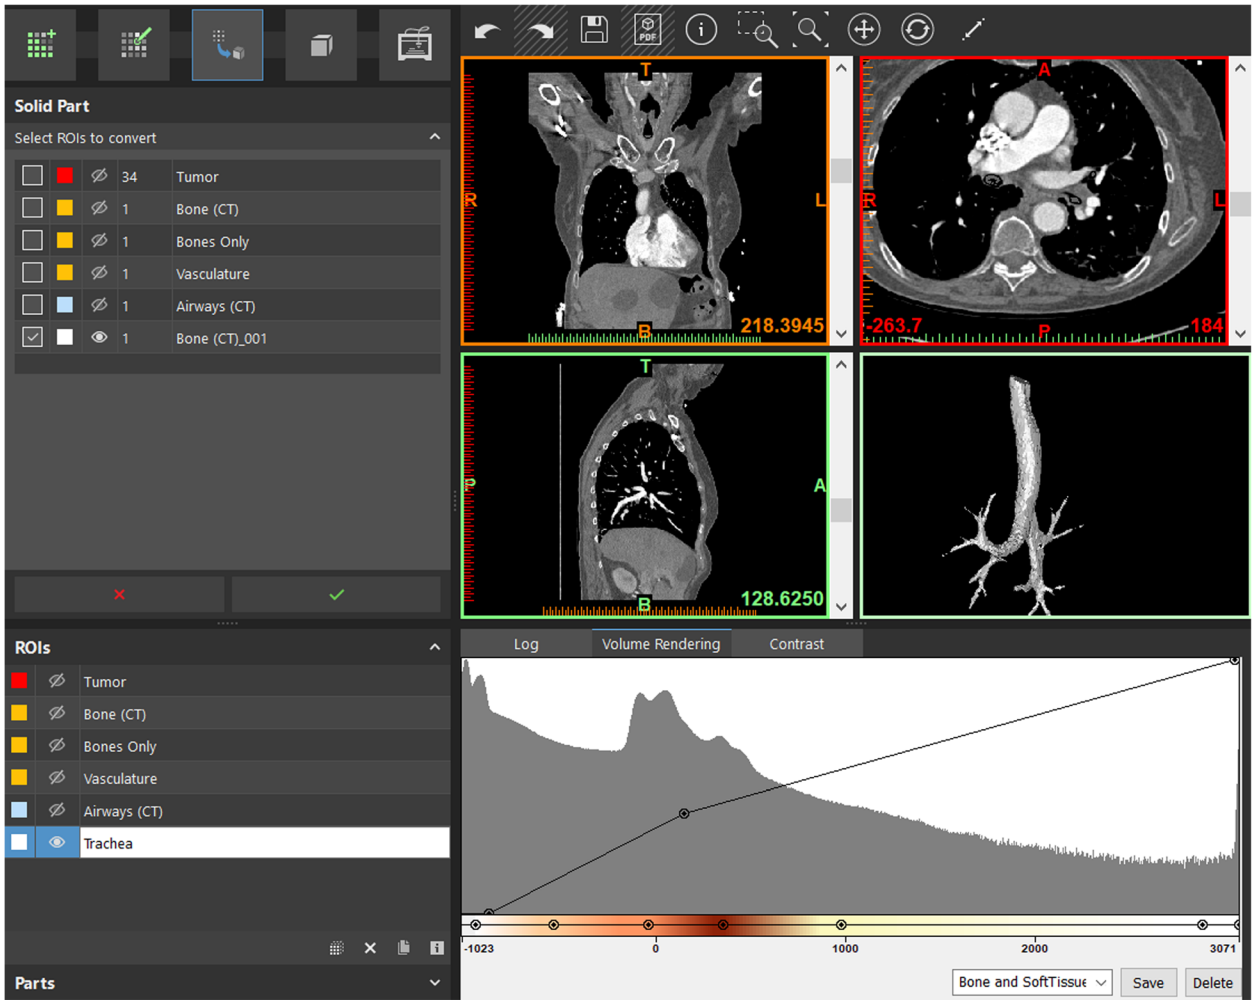 PDF
Solid Part
Select ROIs to convert
34 Tumor
1 Bone (CT)
1 Bones Only
1 Vasculature
1 Airways (CT)
1 Bone (CT)_001
T
R
L
B
218.3945
A
R
L
-263.7
P
184
T
P
A
B
128.6250
ROIs
Tumor
Bone (CT)
Bones Only
Vasculature
Airways (CT)
Trachea
Parts
Log
Volume Rendering
Contrast
-1023 0 1000 2000 3071
Bone and SoftTissue
Save
Delete